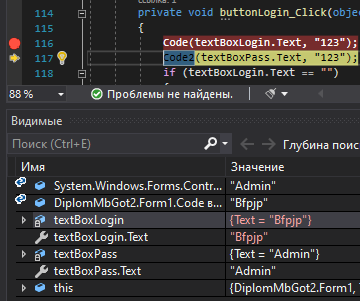 ссылка: 1
114
private void buttonLogin_Click(objec
115
{
116
Code(textBoxLogin.Text, "123");
117
Code2(textBoxPass.Text, "123");
118
if (textBoxLogin.Text == "")
88 %
Проблемы не найдены.
Видимые
Поиск (Ctrl+E)
Глубина поис
Имя
Значение
System.Windows.Forms.Contr...
"Admin"
DiplomMbGot2.Form1.Code в...
"Bfpjp"
textBoxLogin
{Text = "Bfpjp"}
textBoxLogin.Text
"Bfpjp"
textBoxPass
{Text = "Admin"}
textBoxPass.Text
"Admin"
this
{DiplomMbGot2.Form1,